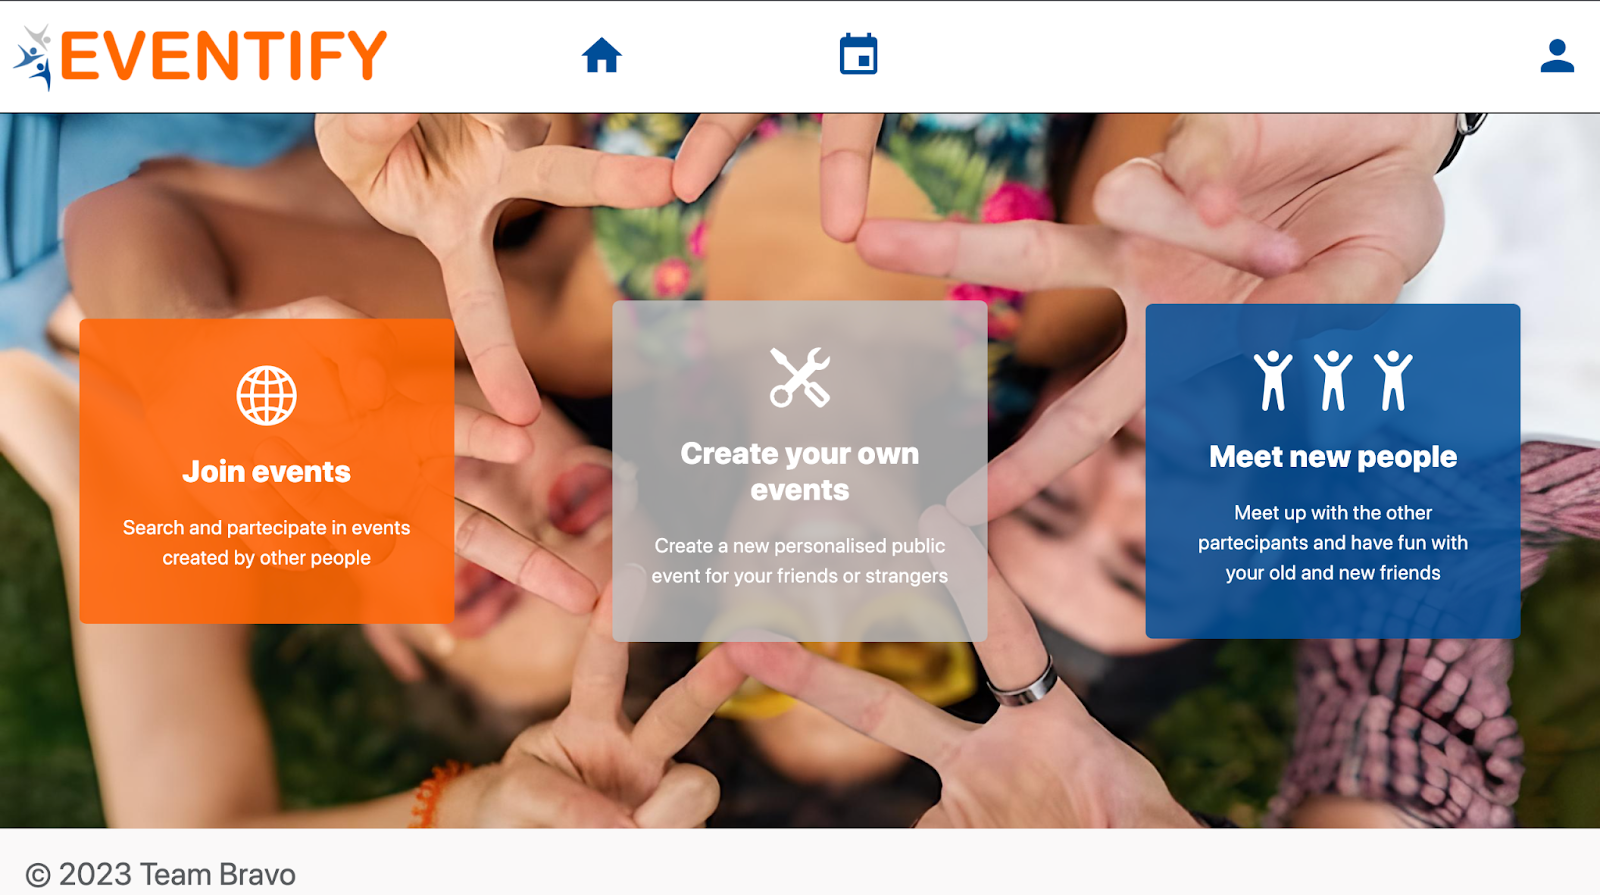 EVENTIFY
Join events
Search and partecipate in events
created by other people
Create your own
events
Create a new personalised public
event for your friends or strangers
Meet new people
Meet up with the other
partecipants and have fun with
your old and new friends
© 2023 Team Bravo